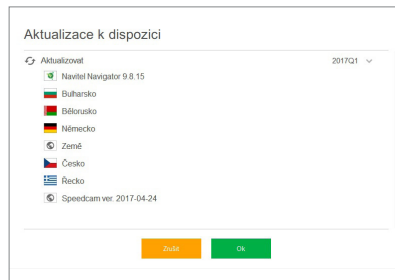 Aktualizace k dispozici
Aktualizovat 2017Q1
Navitel Navigator 9.8.15
Bulharsko
Bělorusko
Německo
Země
Česko
Řecko
Speedcam ver. 2017-04-24
Zrušit Ok